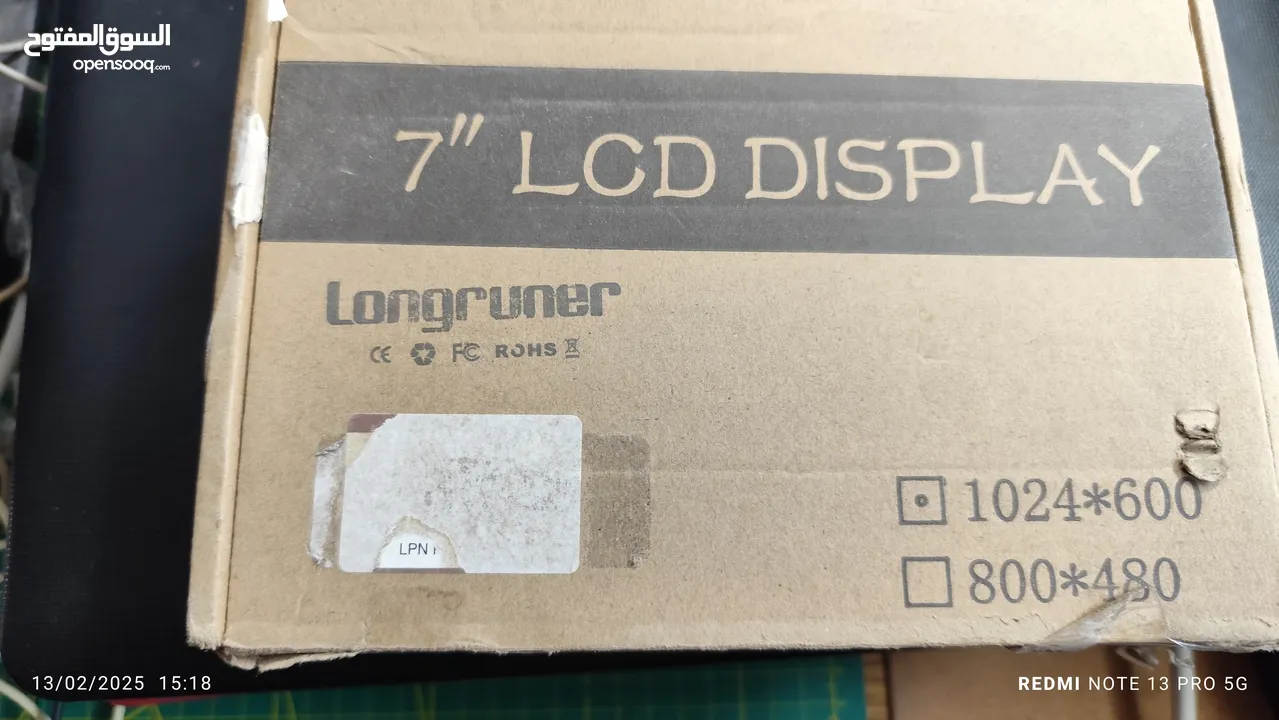 السوق المفتوح
opensooq.com
7" LCD DISPLAY
Longruner
CE FC ROHS
LPN
1024*600
800*480
13/02/2025 15:18
REDMI NOTE 13 PRO 5G